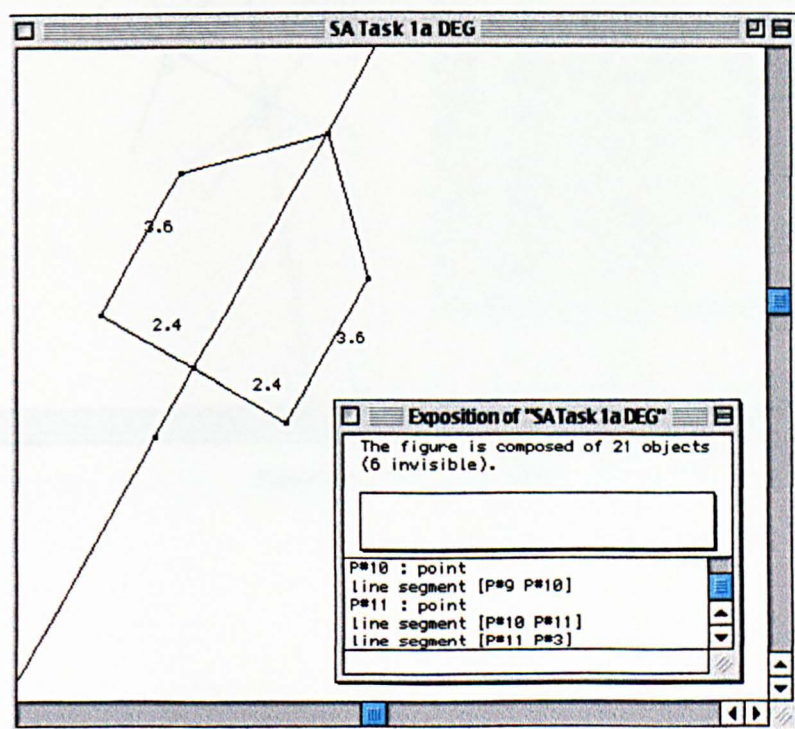 SA Task 1a DEG
3.6
2.4
3.6
2.4
Exposition of "SA Task 1a DEG"
The figure is composed of 21 objects
(6 invisible).
P#10 : point
line segment [P#9 P#10]
P#11 : point
line segment [P#10 P#11]
line segment [P#11 P#3]